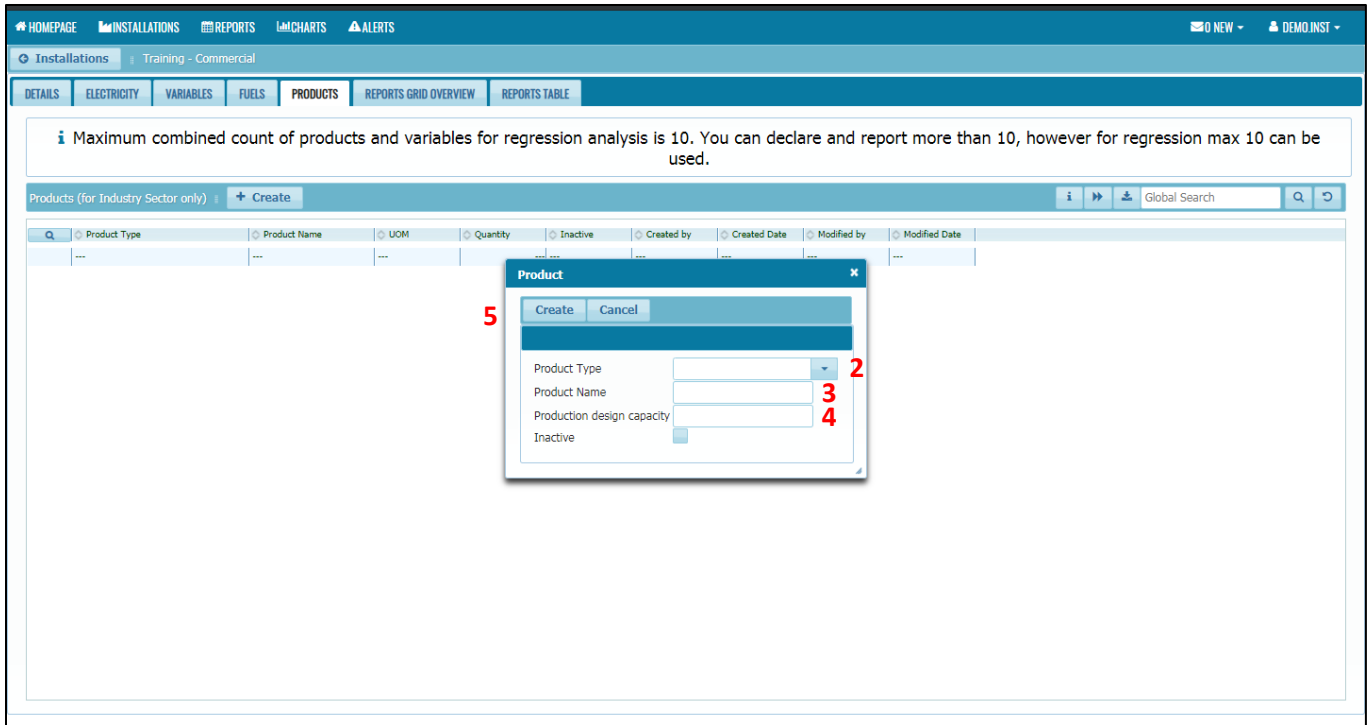 HOMEPAGE INSTALLATIONS REPORTS CHARTS ALERTS 0 NEW DEMO.INST
Installations Training - Commercial
DETAILS ELECTRICITY VARIABLES FUELS PRODUCTS REPORTS GRID OVERVIEW REPORTS TABLE
i Maximum combined count of products and variables for regression analysis is 10. You can declare and report more than 10, however for regression max 10 can be
used.
Products (for Industry Sector only) + Create i Global Search
Product Type Product Name UOM Quantity Inactive Created by Created Date Modified by Modified Date
--- --- --- --- --- --- --- --- ---
Product ×
5 Create Cancel
Product Type 2
Product Name 3
Production design capacity 4
Inactive